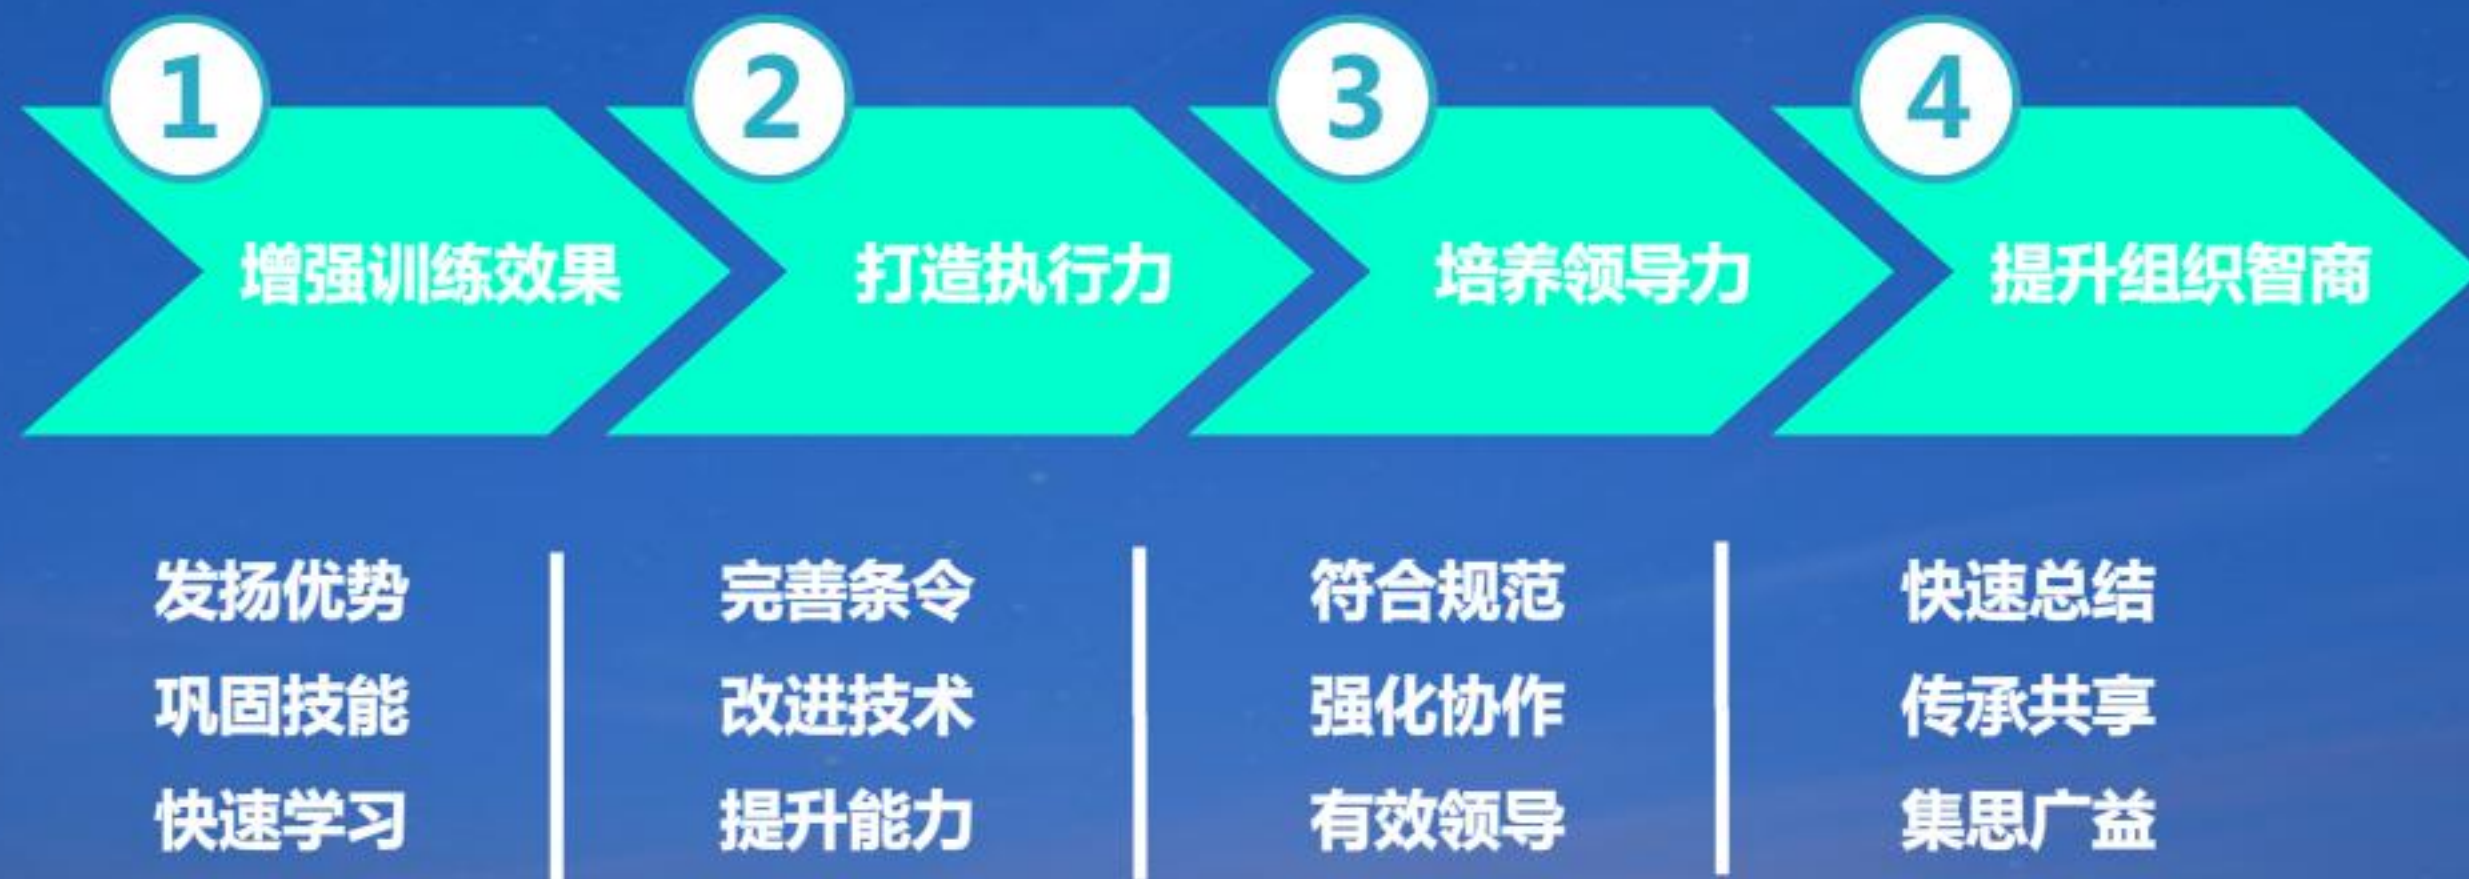 1
增强训练效果
2
打造执行力
3
培养领导力
4
提升组织智商
发扬优势
巩固技能
快速学习
完善条令
改进技术
提升能力
符合规范
强化协作
有效领导
快速总结
传承共享
集思广益